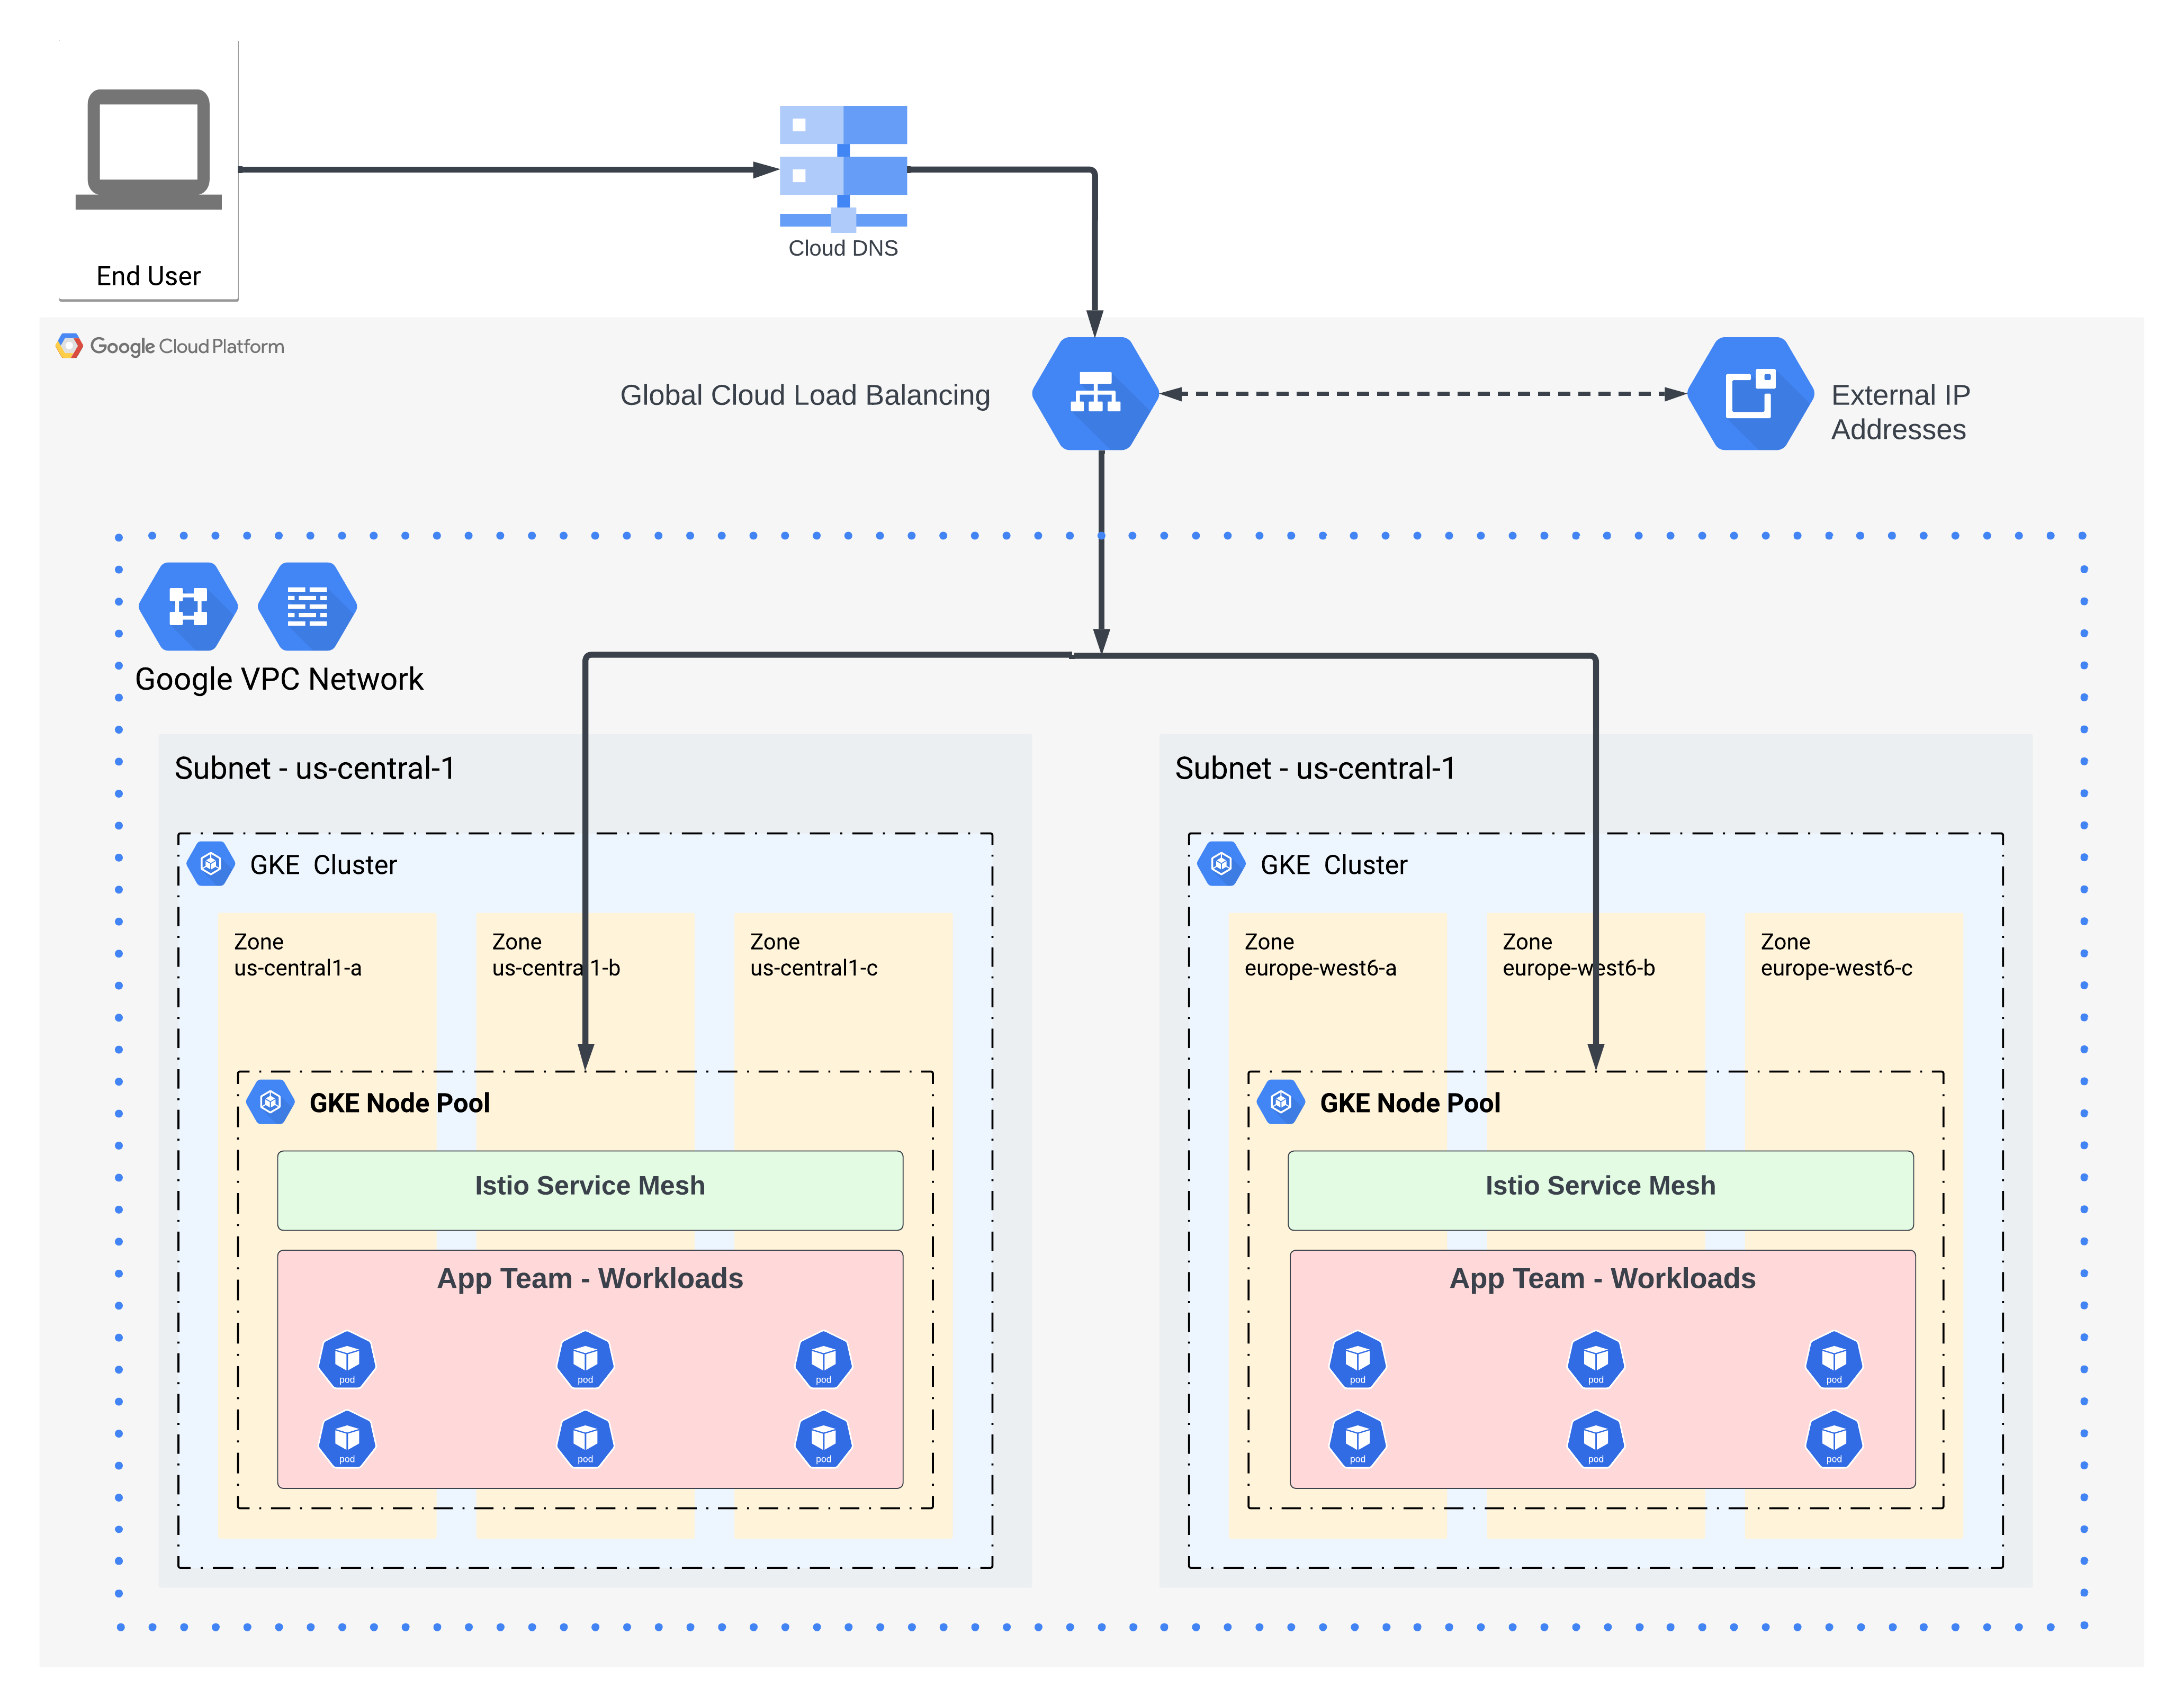 End User
Cloud DNS
Google Cloud Platform
Global Cloud Load Balancing
External IP
Addresses
Google VPC Network
Subnet - us-central-1
GKE  Cluster
Zone
us-central1-a
Zone
us-central1-b
Zone
us-central1-c
GKE Node Pool
Istio Service Mesh
App Team - Workloads
pod
pod
pod
pod
pod
pod
Subnet - us-central-1
GKE  Cluster
Zone
europe-west6-a
Zone
europe-west6-b
Zone
europe-west6-c
GKE Node Pool
Istio Service Mesh
App Team - Workloads
pod
pod
pod
pod
pod
pod